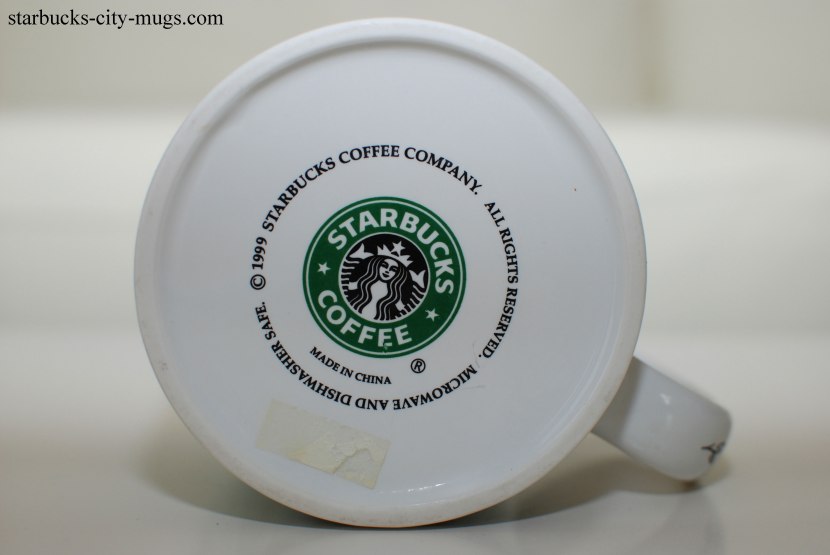 starbucks-city-mugs.com
© 1999 STARBUCKS COFFEE COMPANY. ALL RIGHTS RESERVED. MICROWAVE AND DISHWASHER SAFE.
STARBUCKS
COFFEE
®
MADE IN CHINA